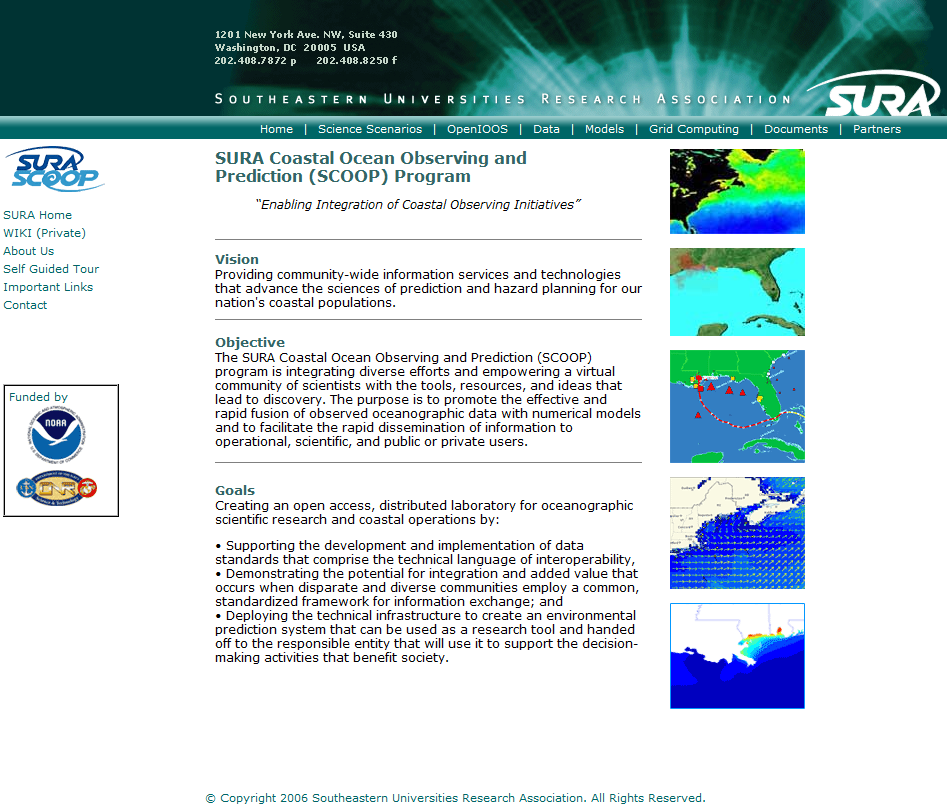 1201 New York Ave. NW, Suite 430
Washington, DC 20005 USA
202.408.7872 p 202.408.8250 f
SOUTHEASTERN UNIVERSITIES RESEARCH ASSOCIATION
SURA
Home | Science Scenarios | OpenIOOS | Data | Models | Grid Computing | Documents | Partners
SURA
SCOOP
SURA Home
WIKI (Private)
About Us
Self Guided Tour
Important Links
Contact
Funded by
NOAA
SURA Coastal Ocean Observing and
Prediction (SCOOP) Program
“Enabling Integration of Coastal Observing Initiatives”
Vision
Providing community-wide information services and technologies
that advance the sciences of prediction and hazard planning for our
nation's coastal populations.
Objective
The SURA Coastal Ocean Observing and Prediction (SCOOP)
program is integrating diverse efforts and empowering a virtual
community of scientists with the tools, resources, and ideas that
lead to discovery. The purpose is to promote the effective and
rapid fusion of observed oceanographic data with numerical models
and to facilitate the rapid dissemination of information to
operational, scientific, and public or private users.
Goals
Creating an open access, distributed laboratory for oceanographic
scientific research and coastal operations by:
• Supporting the development and implementation of data
standards that comprise the technical language of interoperability,
• Demonstrating the potential for integration and added value that
occurs when disparate and diverse communities employ a common,
standardized framework for information exchange; and
• Deploying the technical infrastructure to create an environmental
prediction system that can be used as a research tool and handed
off to the responsible entity that will use it to support the decision-
making activities that benefit society.
© Copyright 2006 Southeastern Universities Research Association. All Rights Reserved.